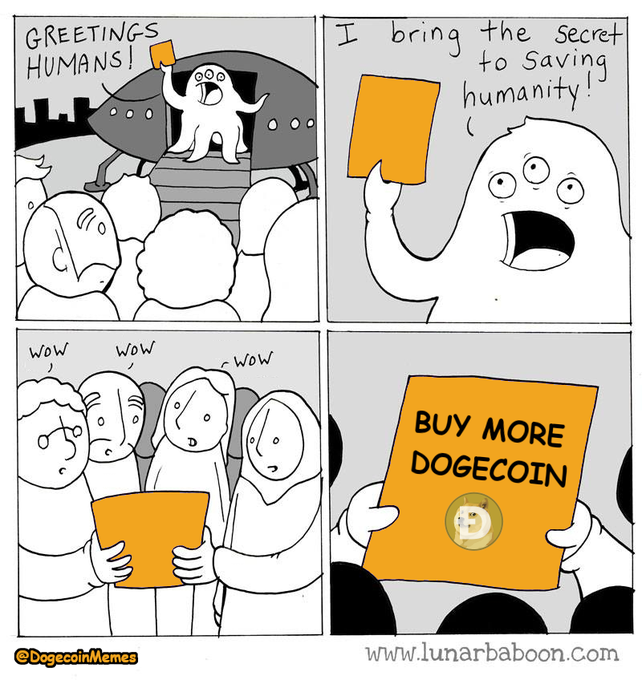 GREETINGS
HUMANS!
I bring the Secret
to Saving
humanity!
WOW
WOW
WOW
BUY MORE
DOGECOIN
Đ
@DogecoinMemes
www.lunarbaboon.com